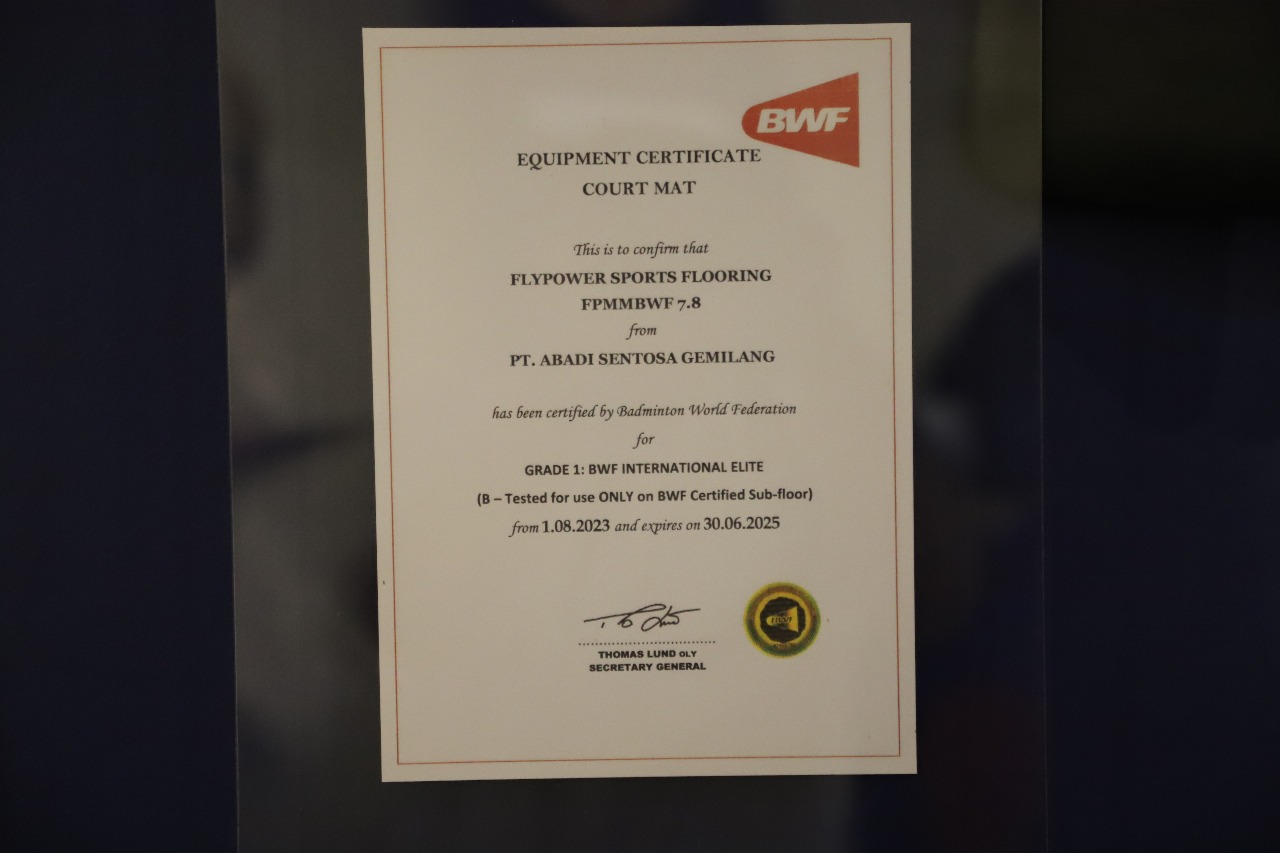 BWF
EQUIPMENT CERTIFICATE
COURT MAT
This is to confirm that
FLYPOWER SPORTS FLOORING
FPMMBWF 7.8
from
PT. ABADI SENTOSA GEMILANG
has been certified by Badminton World Federation
for
GRADE 1: BWF INTERNATIONAL ELITE
(B – Tested for use ONLY on BWF Certified Sub-floor)
from 1.08.2023 and expires on 30.06.2025
THOMAS LUND OLY
SECRETARY GENERAL
BWF